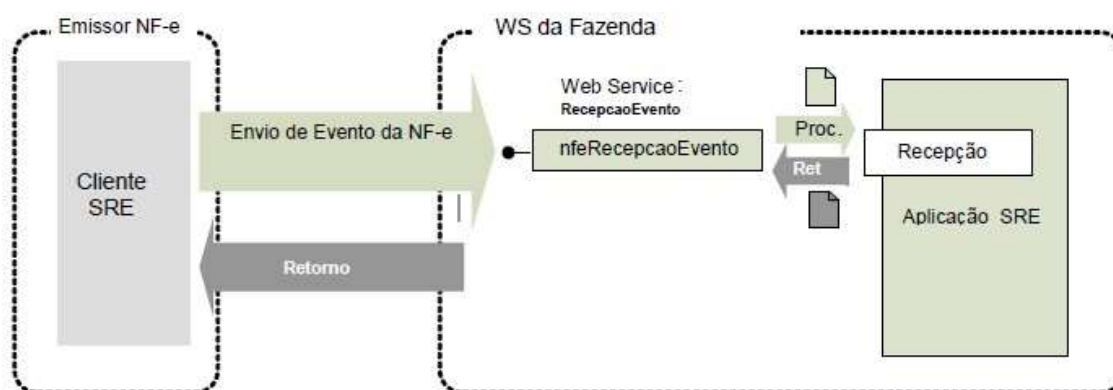 Emissor NF-e
WS da Fazenda
Web Service:
RecepcaoEvento
Envio de Evento da NF-e
nfeRecepcaoEvento
Proc.
Ret
Recepção
Cliente
SRE
Aplicação SRE
Retorno